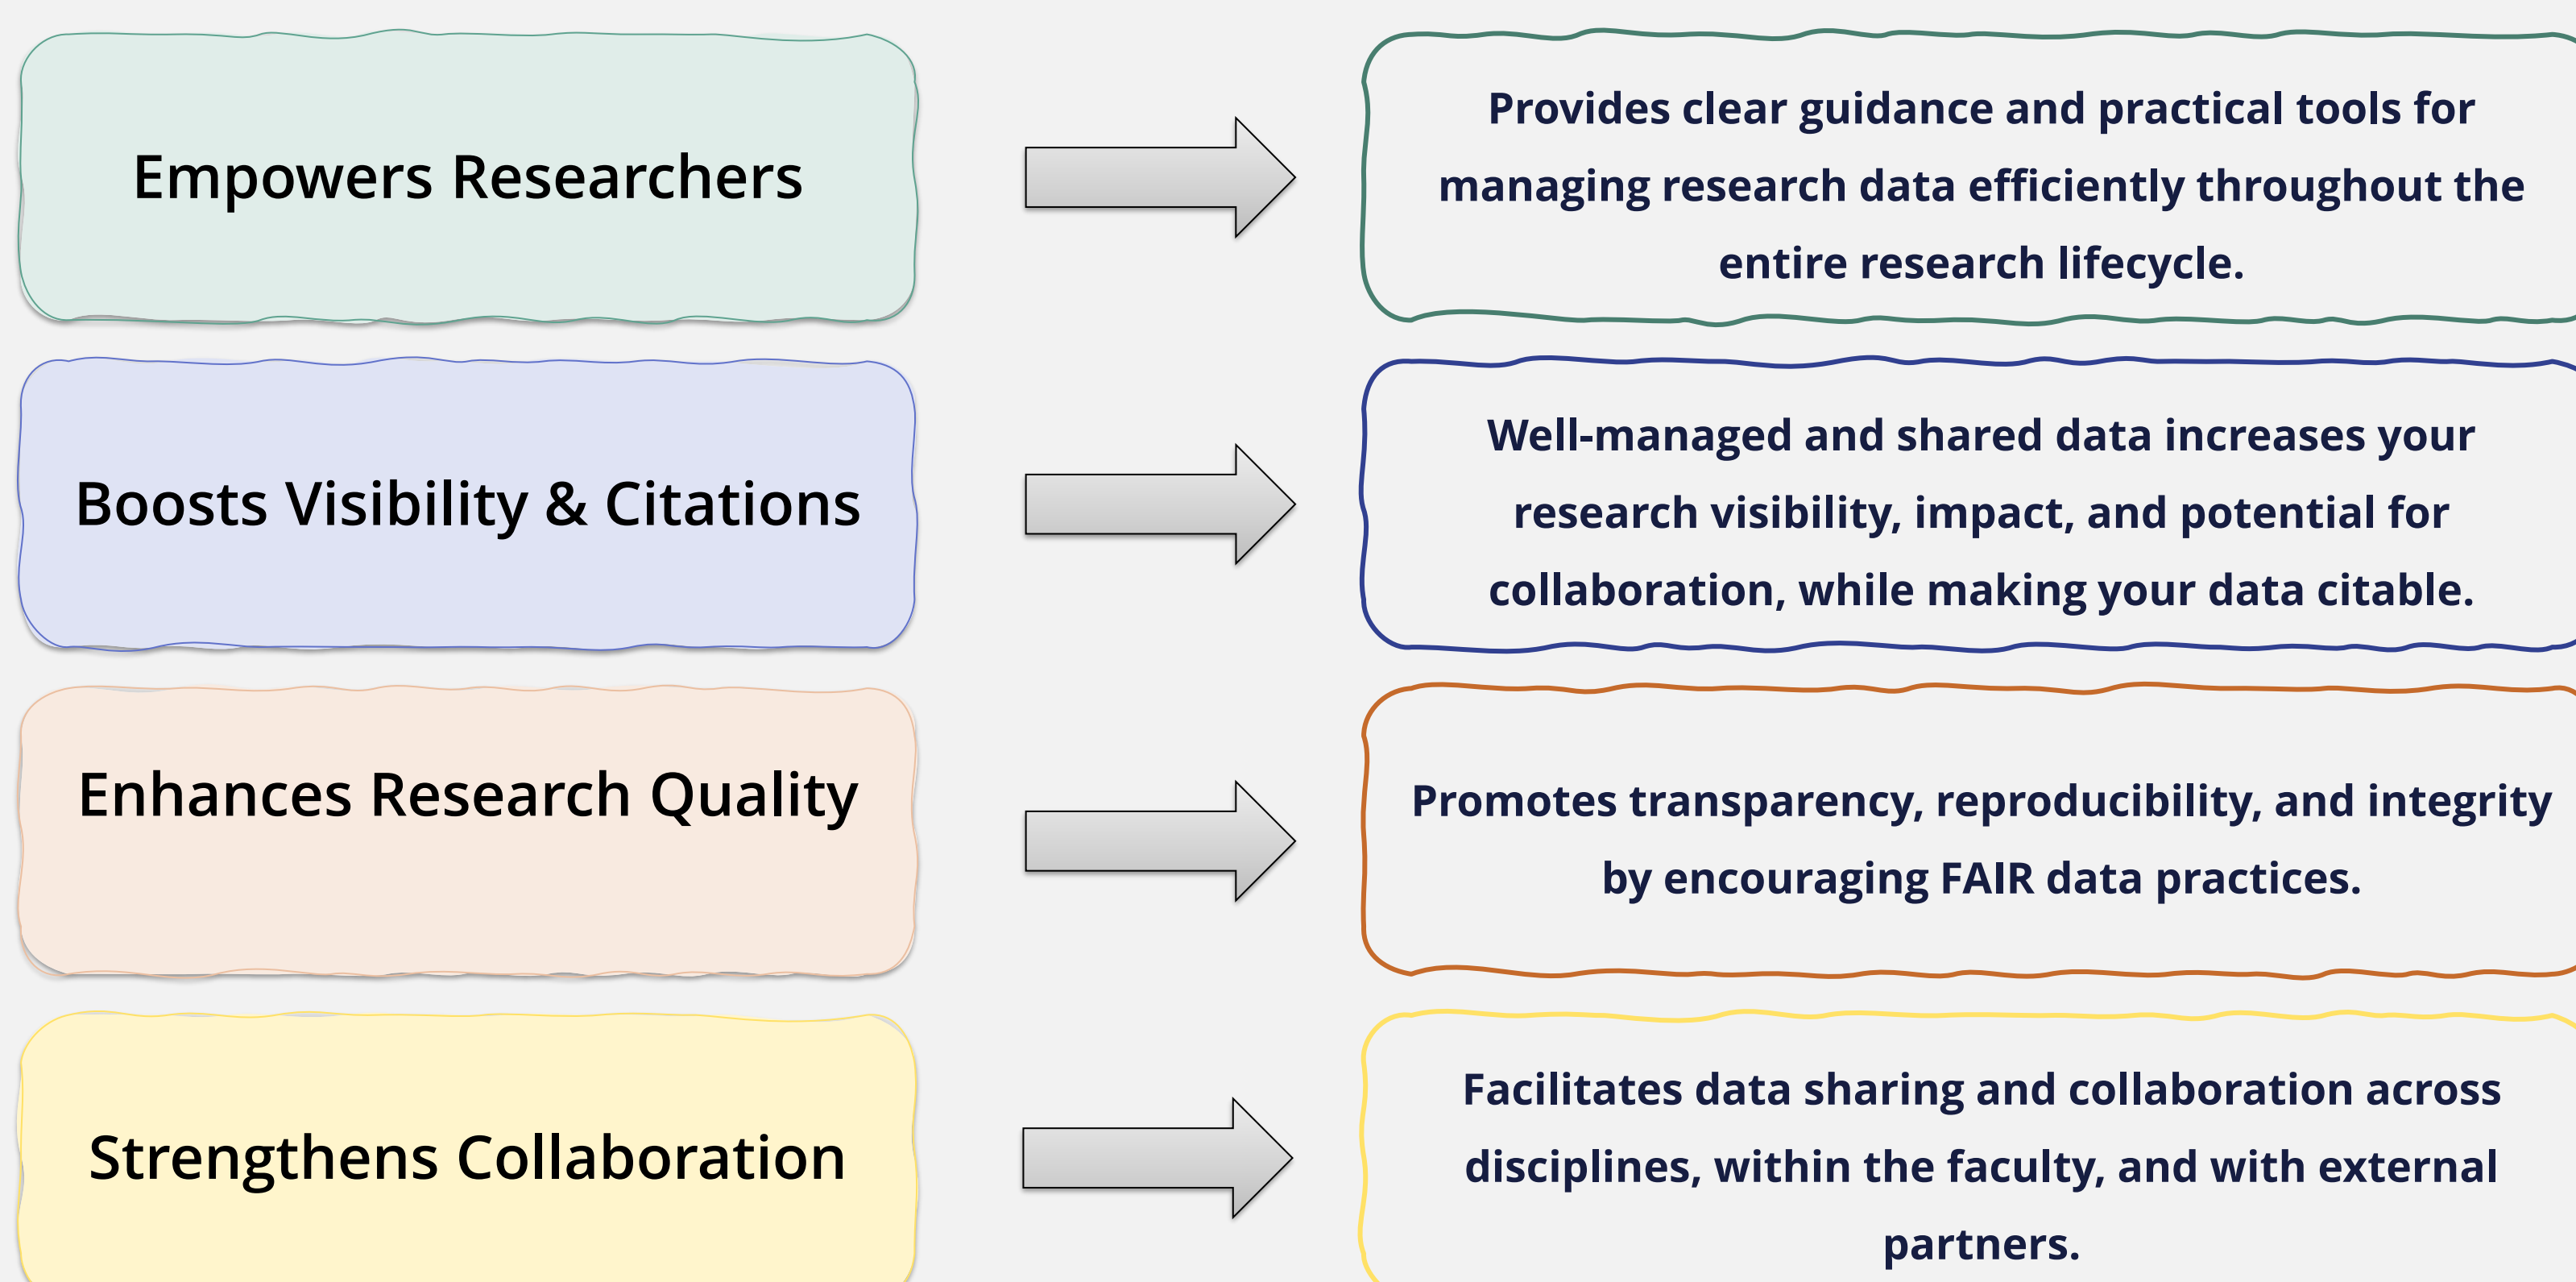 Empowers Researchers
Provides clear guidance and practical tools for
managing research data efficiently throughout the
entire research lifecycle.
Boosts Visibility & Citations
Well-managed and shared data increases your
research visibility, impact, and potential for
collaboration, while making your data citable.
Enhances Research Quality
Promotes transparency, reproducibility, and integrity
by encouraging FAIR data practices.
Strengthens Collaboration
Facilitates data sharing and collaboration across
disciplines, within the faculty, and with external
partners.